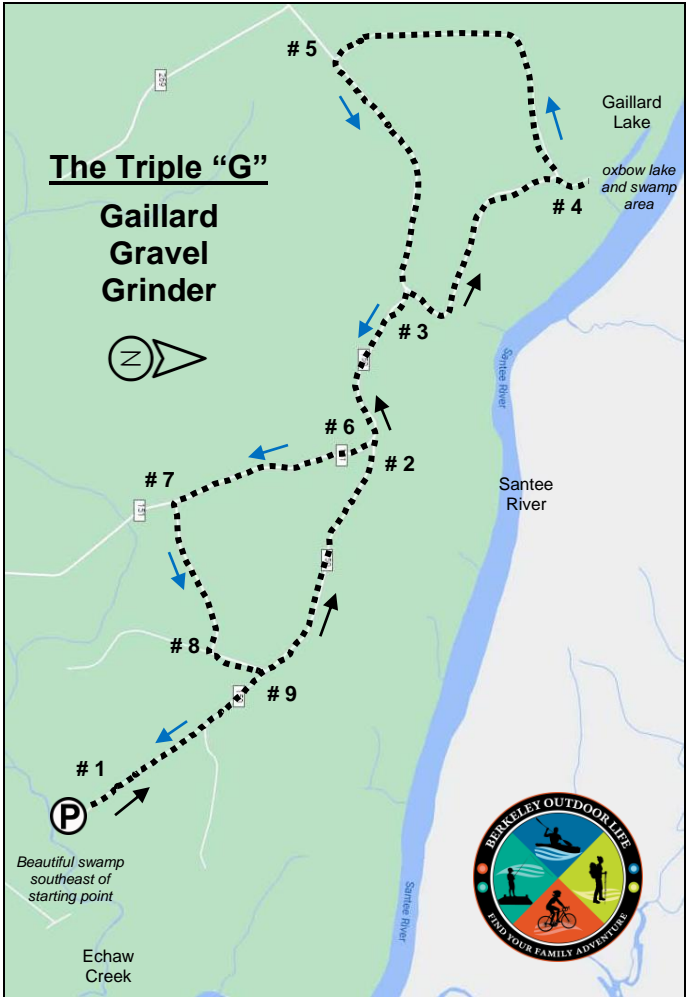 # 5
269
Gaillard
Lake
The Triple “G”
Gaillard
Gravel
Grinder
N
oxbow lake
and swamp
area
# 4
# 3
Santee River
# 6
# 2
# 7
151
Santee
River
# 8
# 9
# 1
P
Beautiful swamp
southeast of
starting point
BERKELEY OUTDOOR LIFE
FIND YOUR FAMILY ADVENTURE
Santee River
Echaw
Creek